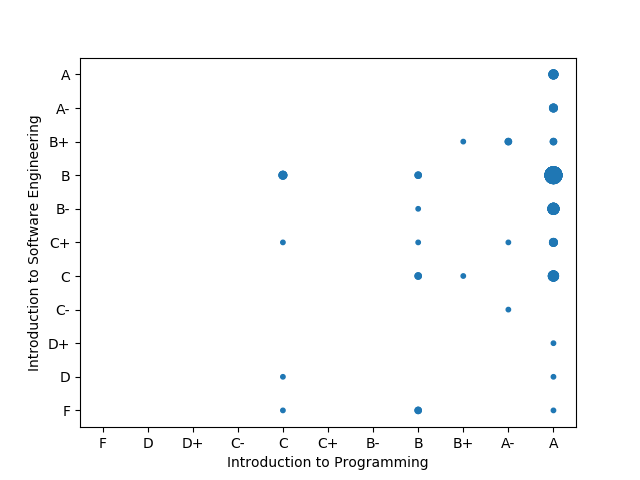 A
A-
B+
B
B-
C+
C
C-
D+
D
F
Introduction to Software Engineering
F D D+ C- C C+ B- B B+ A- A
Introduction to Programming